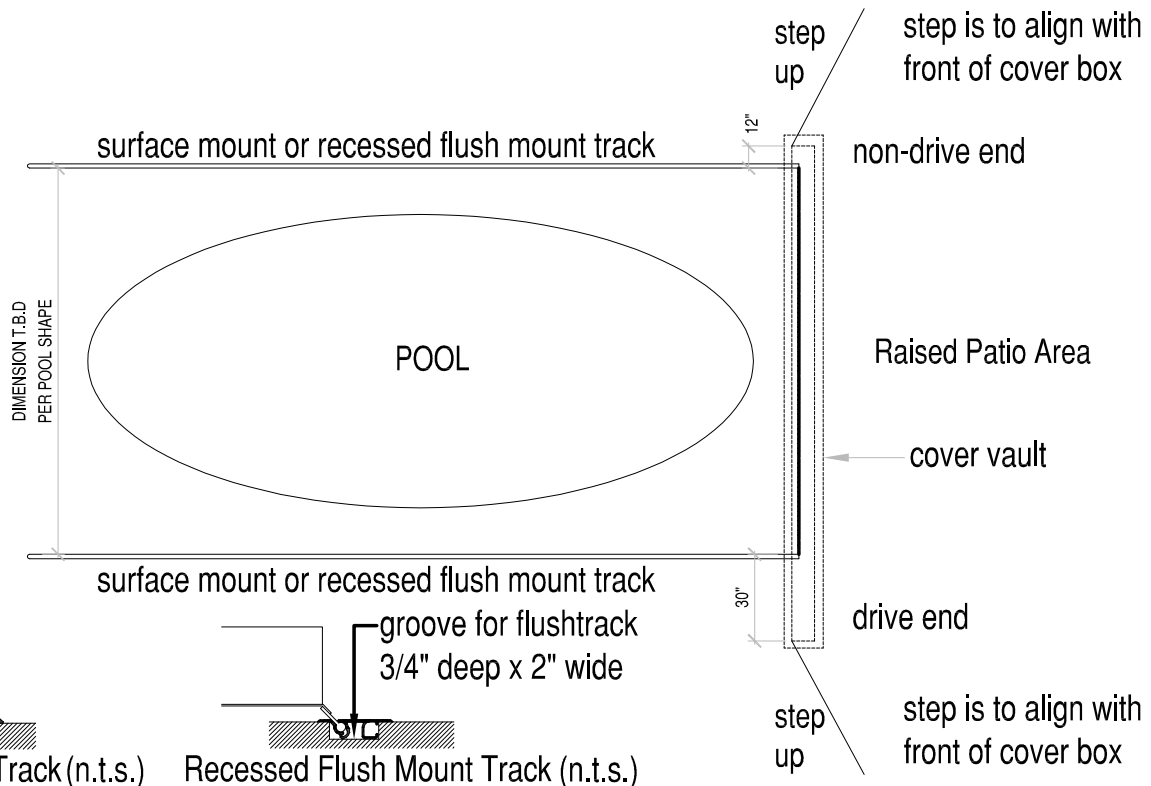 step
up
step is to align with
front of cover box
12"
surface mount or recessed flush mount track
non-drive end
DIMENSION T.B.D
PER POOL SHAPE
POOL
Raised Patio Area
cover vault
surface mount or recessed flush mount track
30"
drive end
groove for flushtrack
3/4" deep x 2" wide
step
up
step is to align with
front of cover box
Track (n.t.s.)
Recessed Flush Mount Track (n.t.s.)